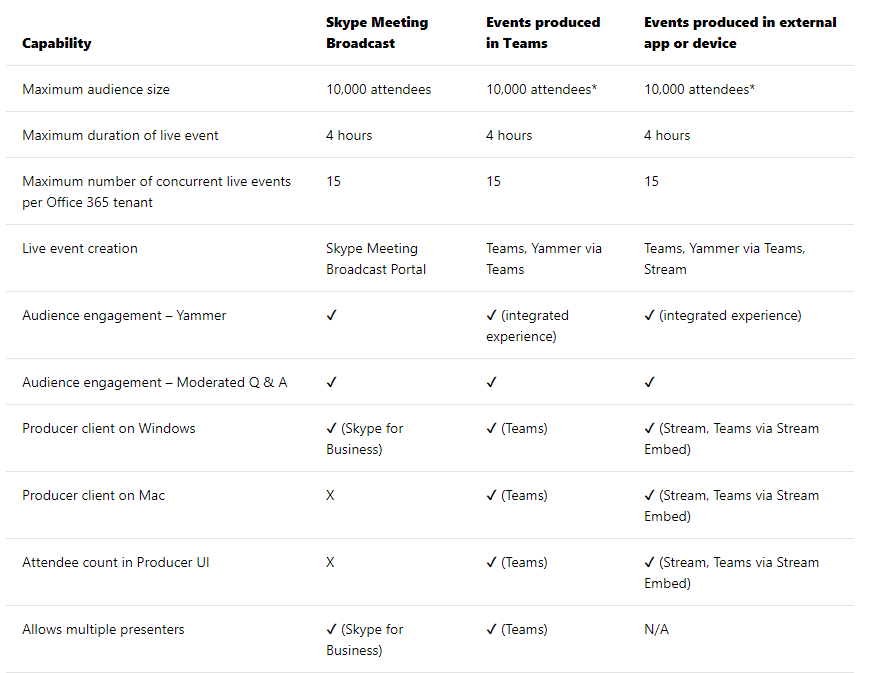 Capability
Skype Meeting
Broadcast
Events produced
in Teams
Events produced in external
app or device
Maximum audience size
10,000 attendees
10,000 attendees*
10,000 attendees*
Maximum duration of live event
4 hours
4 hours
4 hours
Maximum number of concurrent live events
per Office 365 tenant
15
15
15
Live event creation
Skype Meeting
Broadcast Portal
Teams, Yammer via
Teams
Teams, Yammer via Teams,
Stream
Audience engagement – Yammer
✓
✓ (integrated
experience)
✓ (integrated experience)
Audience engagement – Moderated Q & A
✓
✓
✓
Producer client on Windows
✓ (Skype for
Business)
✓ (Teams)
✓ (Stream, Teams via Stream
Embed)
Producer client on Mac
X
✓ (Teams)
✓ (Stream, Teams via Stream
Embed)
Attendee count in Producer UI
X
✓ (Teams)
✓ (Stream, Teams via Stream
Embed)
Allows multiple presenters
✓ (Skype for
Business)
✓ (Teams)
N/A